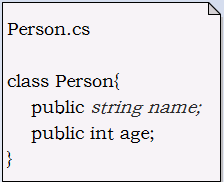 Person.cs
class Person{
public string name;
public int age;
}